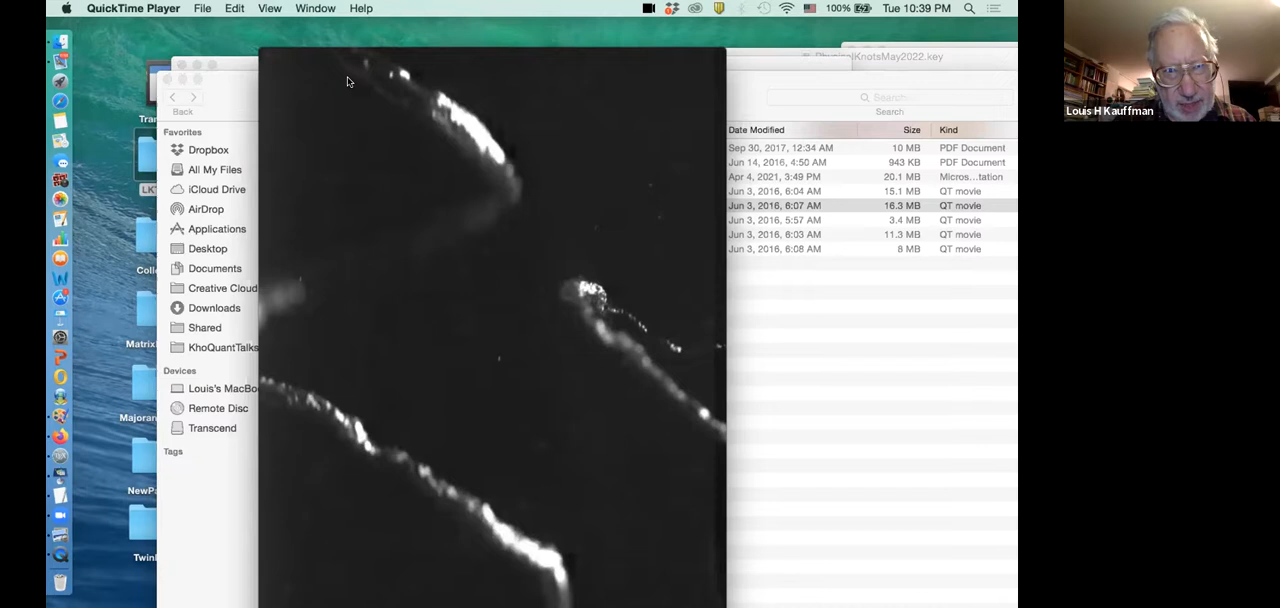 QuickTime Player File Edit View Window Help 100% Tue 10:39 PM
PhysicalKnotsMay2022.key
Back
Search...
Search
Favorites
Dropbox
All My Files
iCloud Drive
AirDrop
Applications
Desktop
Documents
Creative Cloud
Downloads
Shared
KhoQuantTalks
Devices
Louis's MacBo
Remote Disc
Transcend
Tags
Date Modified Size Kind
Sep 30, 2017, 12:34 AM 10 MB PDF Document
Jun 14, 2016, 4:50 AM 943 KB PDF Document
Apr 4, 2021, 3:49 PM 20.1 MB Micros...tation
Jun 3, 2016, 6:04 AM 15.1 MB QT movie
Jun 3, 2016, 6:07 AM 16.3 MB QT movie
Jun 3, 2016, 5:57 AM 3.4 MB QT movie
Jun 3, 2016, 6:03 AM 11.3 MB QT movie
Jun 3, 2016, 6:08 AM 8 MB QT movie
Tran
LKT
Colle
Matrix
Majoran
NewPa
Twin
Louis H Kauffman